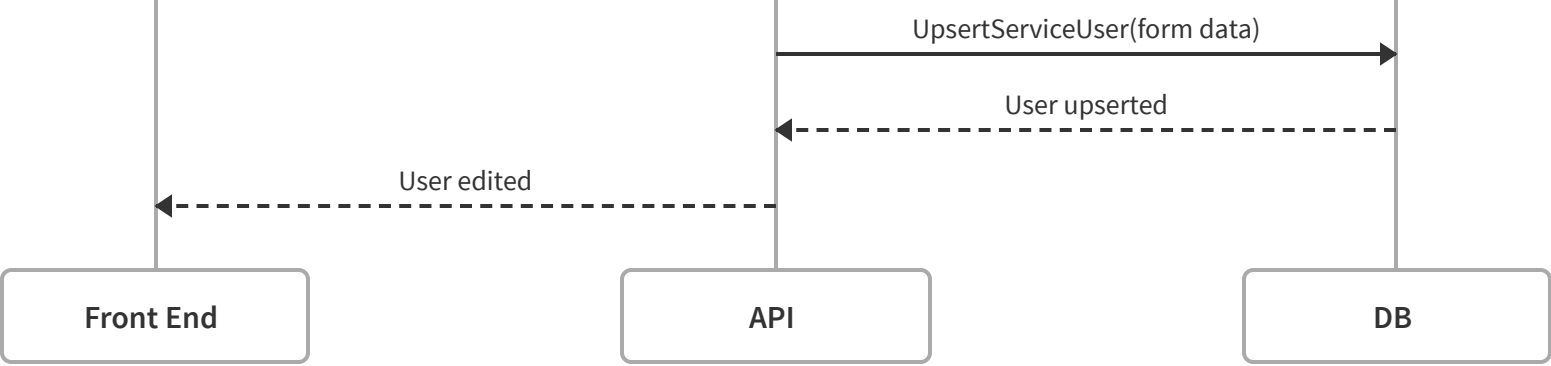 UpsertServiceUser(form data)
User upserted
User edited
Front End
API
DB